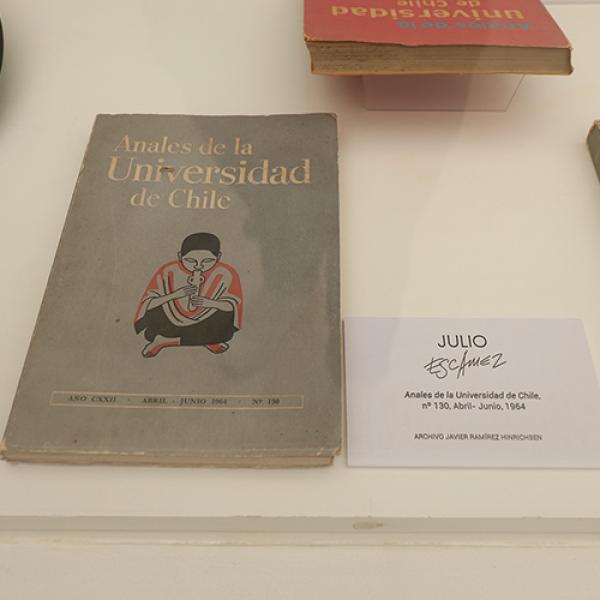 Anales de la
Universidad
de Chile
Anales de la
Universidad
de Chile
AÑO CXXII · ABRIL - JUNIO 1964 · Nº 130
JULIO
ESCÁMEZ
Anales de la Universidad de Chile,
nº 130, Abril- Junio, 1964
ARCHIVO JAVIER RAMÍREZ HINRICHSEN